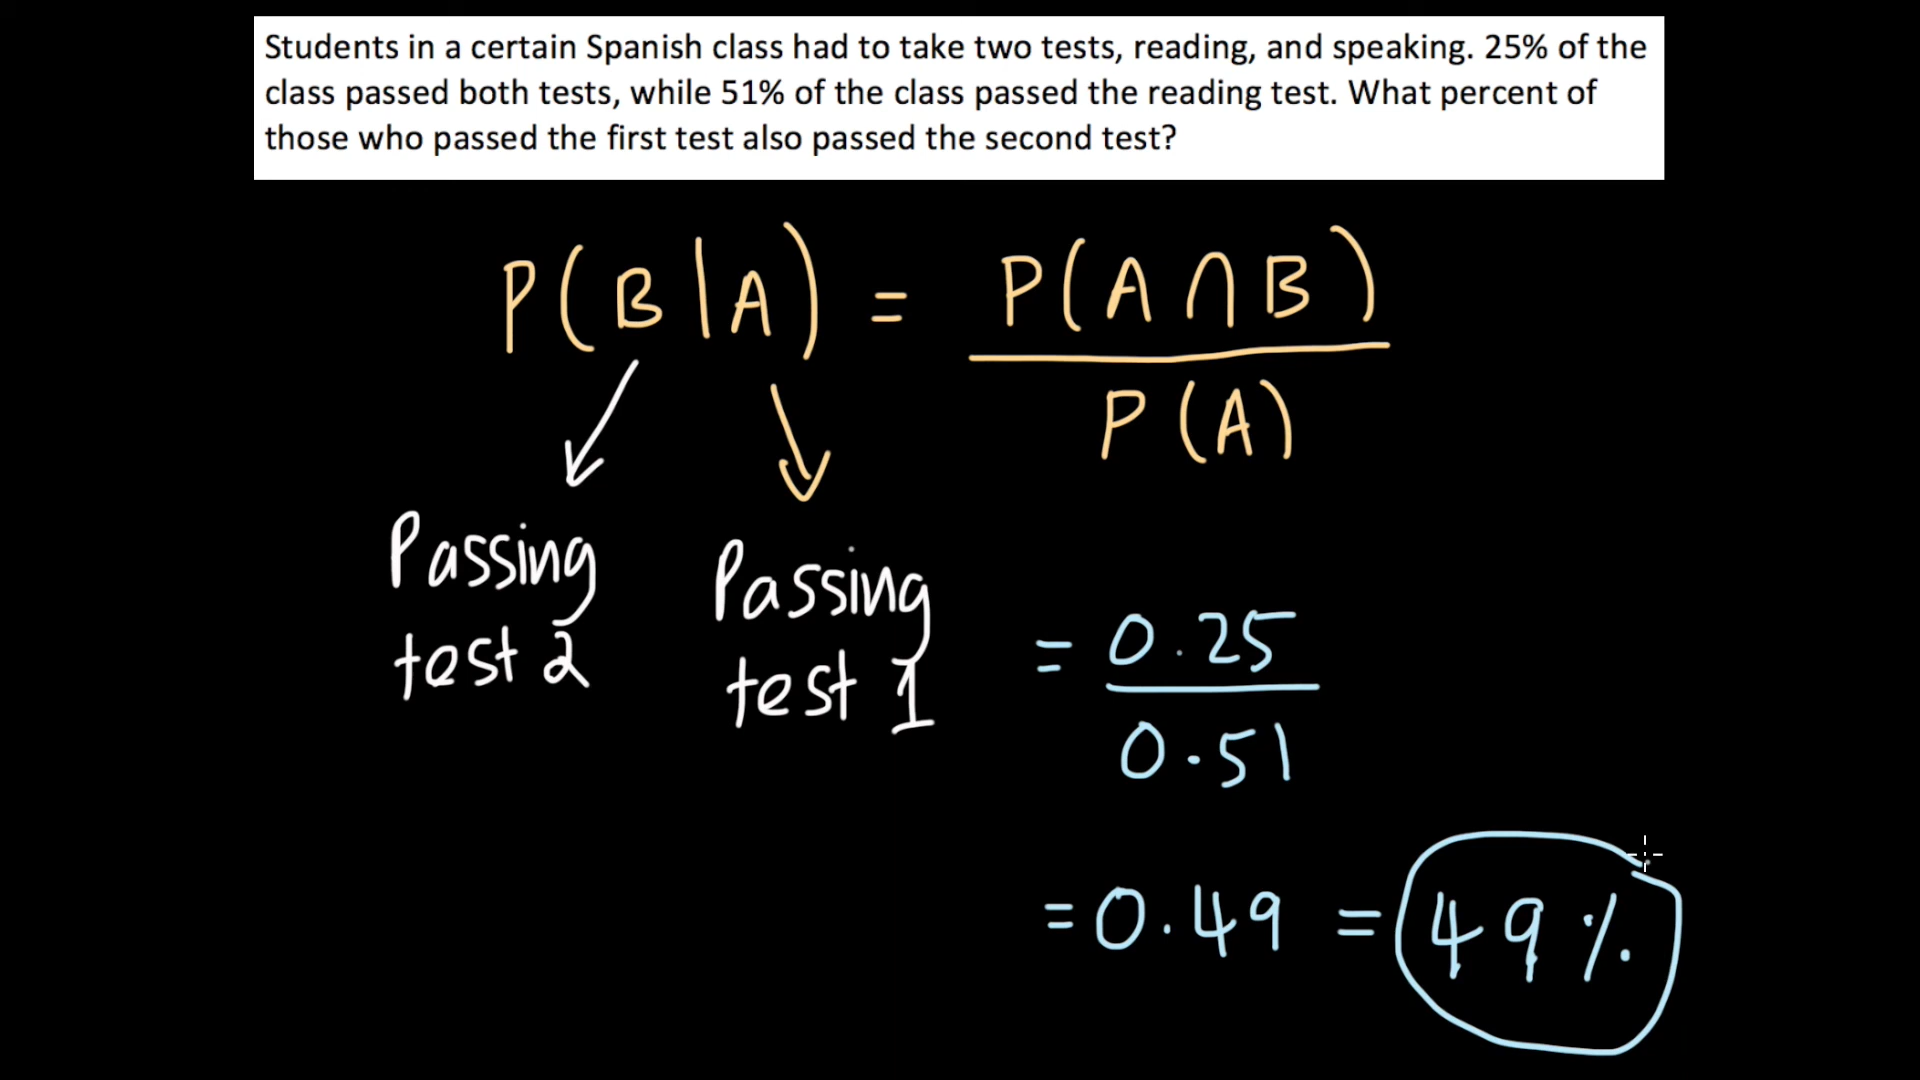 Students in a certain Spanish class had to take two tests, reading, and speaking. 25% of the
class passed both tests, while 51% of the class passed the reading test. What percent of
those who passed the first test also passed the second test?
P(B|A) = P(A∩B)
P(A)
Passing
test 2
Passing
test 1
= 0.25
0.51
= 0.49 = 49%